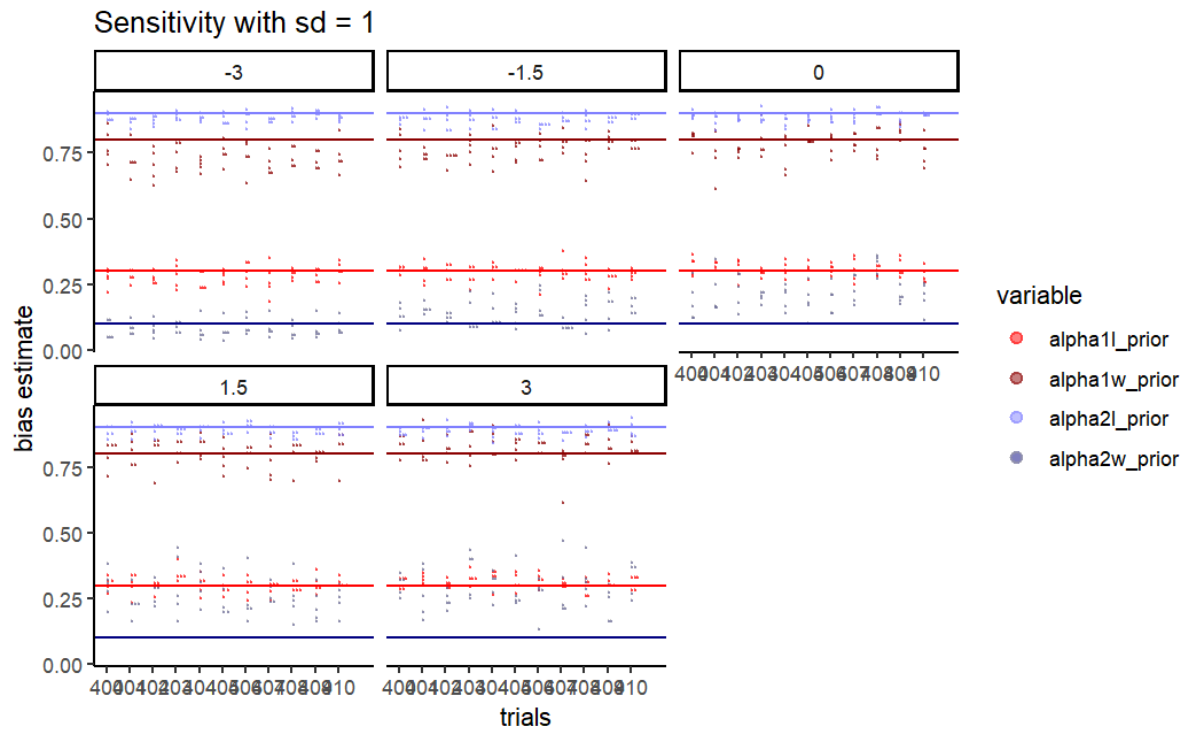 Sensitivity with sd = 1
-3
-1.5
0
0.75
0.50
0.25
0.00
bias estimate
1.5
3
0.75
0.50
0.25
0.00
trials
variable
alpha1l_prior
alpha1w_prior
alpha2l_prior
alpha2w_prior